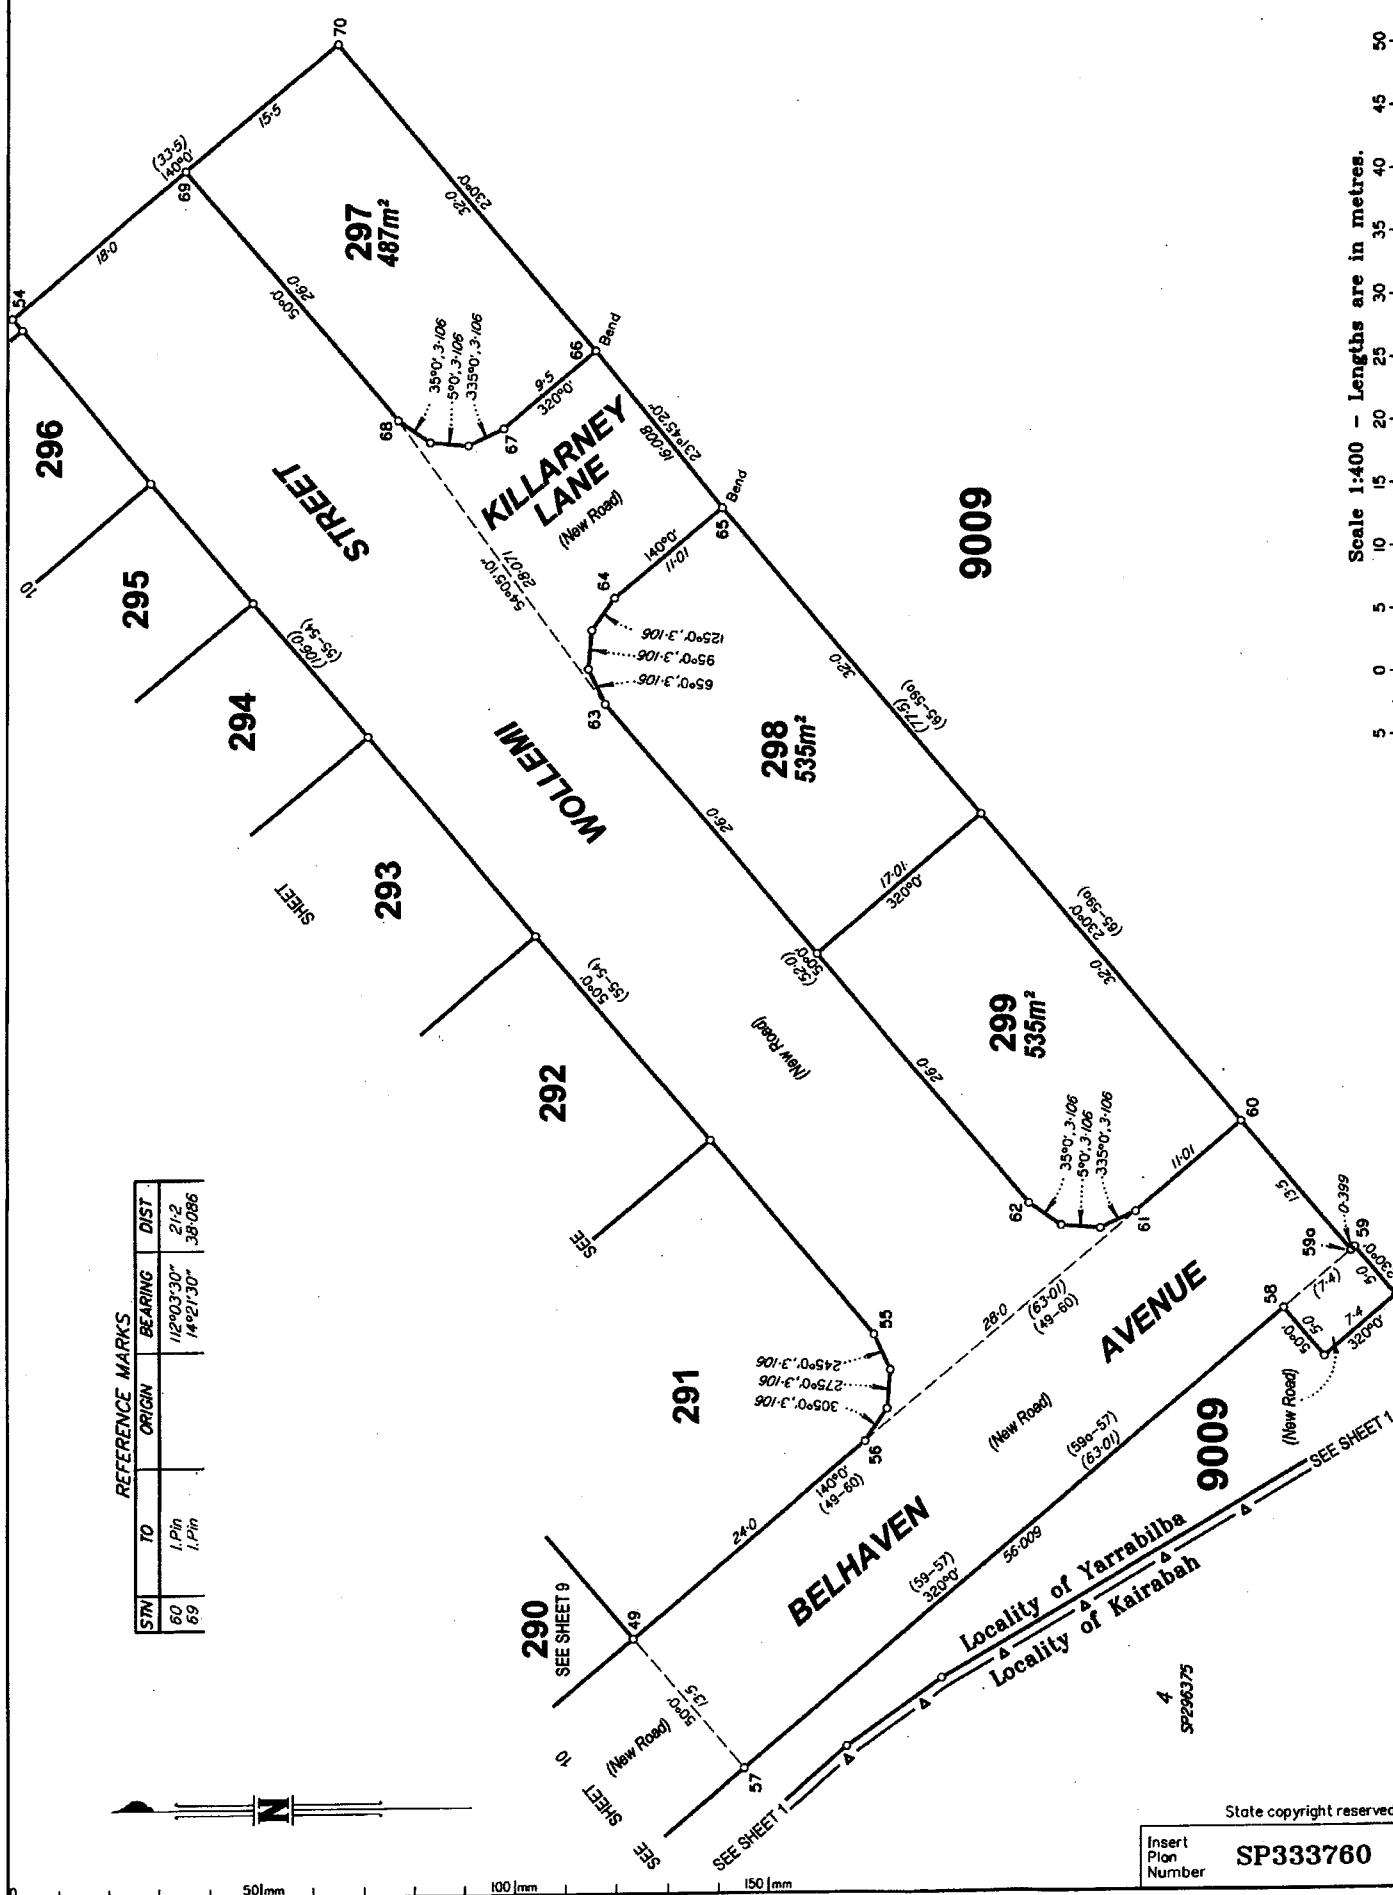 70
15·5
(33·5)
140°0'
69
18·0
54
297
487m²
32·0
230°0'
50°0'
26·0
35°0', 3·106
5°0', 3·106
335°0', 3·106
68
67
9·5
320°0'
66
Bend
296
10
295
294
293
292
291
290
SEE SHEET 9
STREET
WOLLEMI
(New Road)
KILLARNEY
LANE
(New Road)
16·008
231°45'20"
54°05'10"
28·071
65
Bend
140°0'
11·01
64
125°0', 3·106
95°0', 3·106
65°0', 3·106
63
(106·0)
(55-54)
50°0'
(55-54)
SHEET
SEE
298
535m²
32·0
(77·5)
(65-59a)
26·0
17·01
320°0'
(52·0)
50°0'
9009
299
535m²
32·0
230°0'
(65-59a)
26·0
35°0', 3·106
5°0', 3·106
335°0', 3·106
62
61
11·01
60
13·5
0·399
59a
59
(7·4)
5·0
230°0'
7·4
320°0'
58
50°0'
5·0
(New Road)
55
245°0', 3·106
275°0', 3·106
305°0', 3·106
56
28·0
(63·01)
(49-60)
140°0'
(49-60)
24·0
49
AVENUE
BELHAVEN
(New Road)
(59a-57)
(63·01)
(59-57)
320°0'
56·009
9009
50°0'
13·5
57
(New Road)
10
SHEET
SEE
SEE SHEET 1
SEE SHEET 1
Locality of Yarrabilba
Locality of Kairabah
4
SP296375
REFERENCE MARKS
STN TO ORIGIN BEARING DIST
60 I.Pin 112°03'30" 21·2
69 I.Pin 14°21'30" 38·086
N
Scale 1:400 - Lengths are in metres.
5 0 5 10 15 20 25 30 35 40 45 50
State copyright reserved
Insert
Plan
Number
SP333760
0 50 mm 100 mm 150 mm